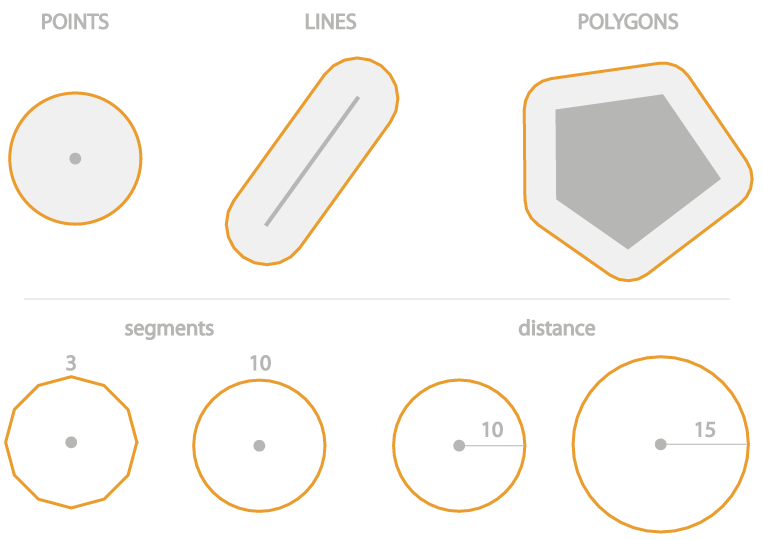 POINTS
LINES
POLYGONS
segments
distance
3
10
10
15